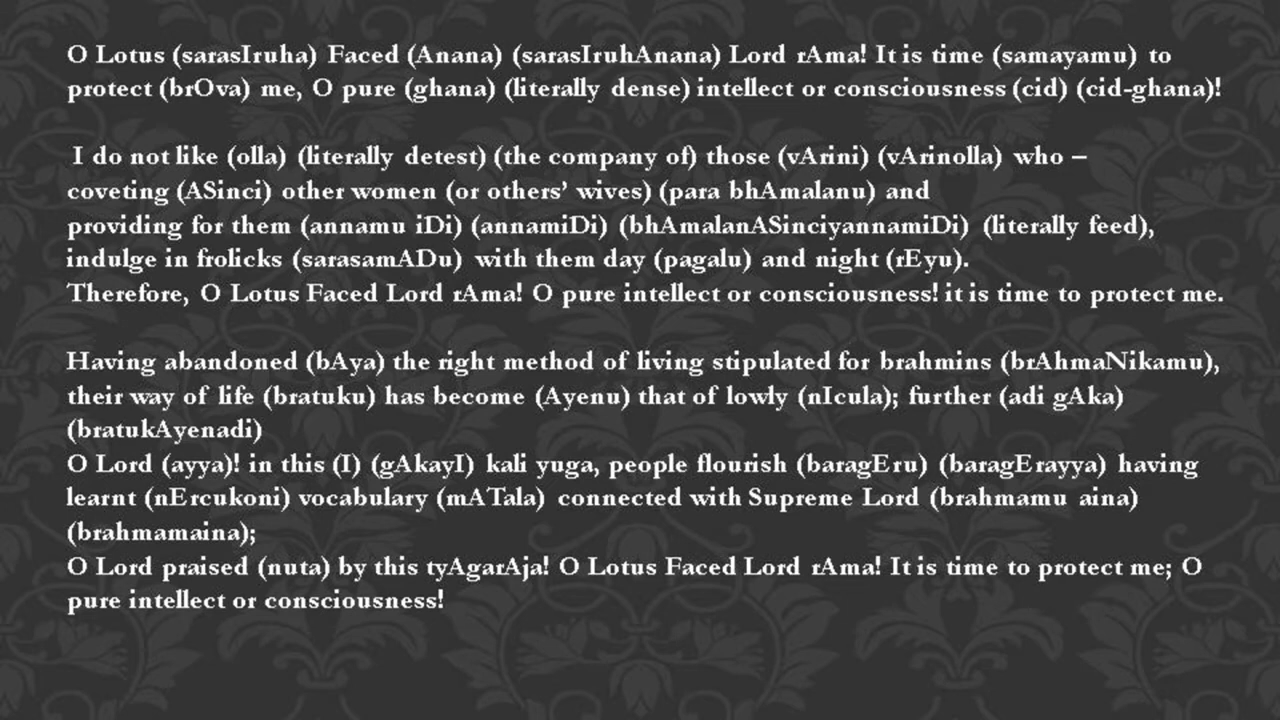 O Lotus (sarasIruha) Faced (Anana) (sarasIruhAnana) Lord rAma! It is time (samayamu) to
protect (brOva) me, O pure (ghana) (literally dense) intellect or consciousness (cid) (cid-ghana)!
I do not like (olla) (literally detest) (the company of) those (vArini) (vArinolla) who –
coveting (ASinci) other women (or others’ wives) (para bhAmalanu) and
providing for them (annamu iDi) (annamiDi) (bhAmalanASinciyannamiDi) (literally feed),
indulge in frolicks (sarasamADu) with them day (pagalu) and night (rEyu).
Therefore, O Lotus Faced Lord rAma! O pure intellect or consciousness! it is time to protect me.
Having abandoned (bAya) the right method of living stipulated for brahmins (brAhmaNikamu),
their way of life (bratuku) has become (Ayenu) that of lowly (nIcula); further (adi gAka)
(bratukAyenadi)
O Lord (ayya)! in this (I) (gAkayI) kali yuga, people flourish (baragEru) (baragErayya) having
learnt (nErcukoni) vocabulary (mATala) connected with Supreme Lord (brahmamu aina)
(brahmamaina);
O Lord praised (nuta) by this tyAgarAja! O Lotus Faced Lord rAma! It is time to protect me; O
pure intellect or consciousness!